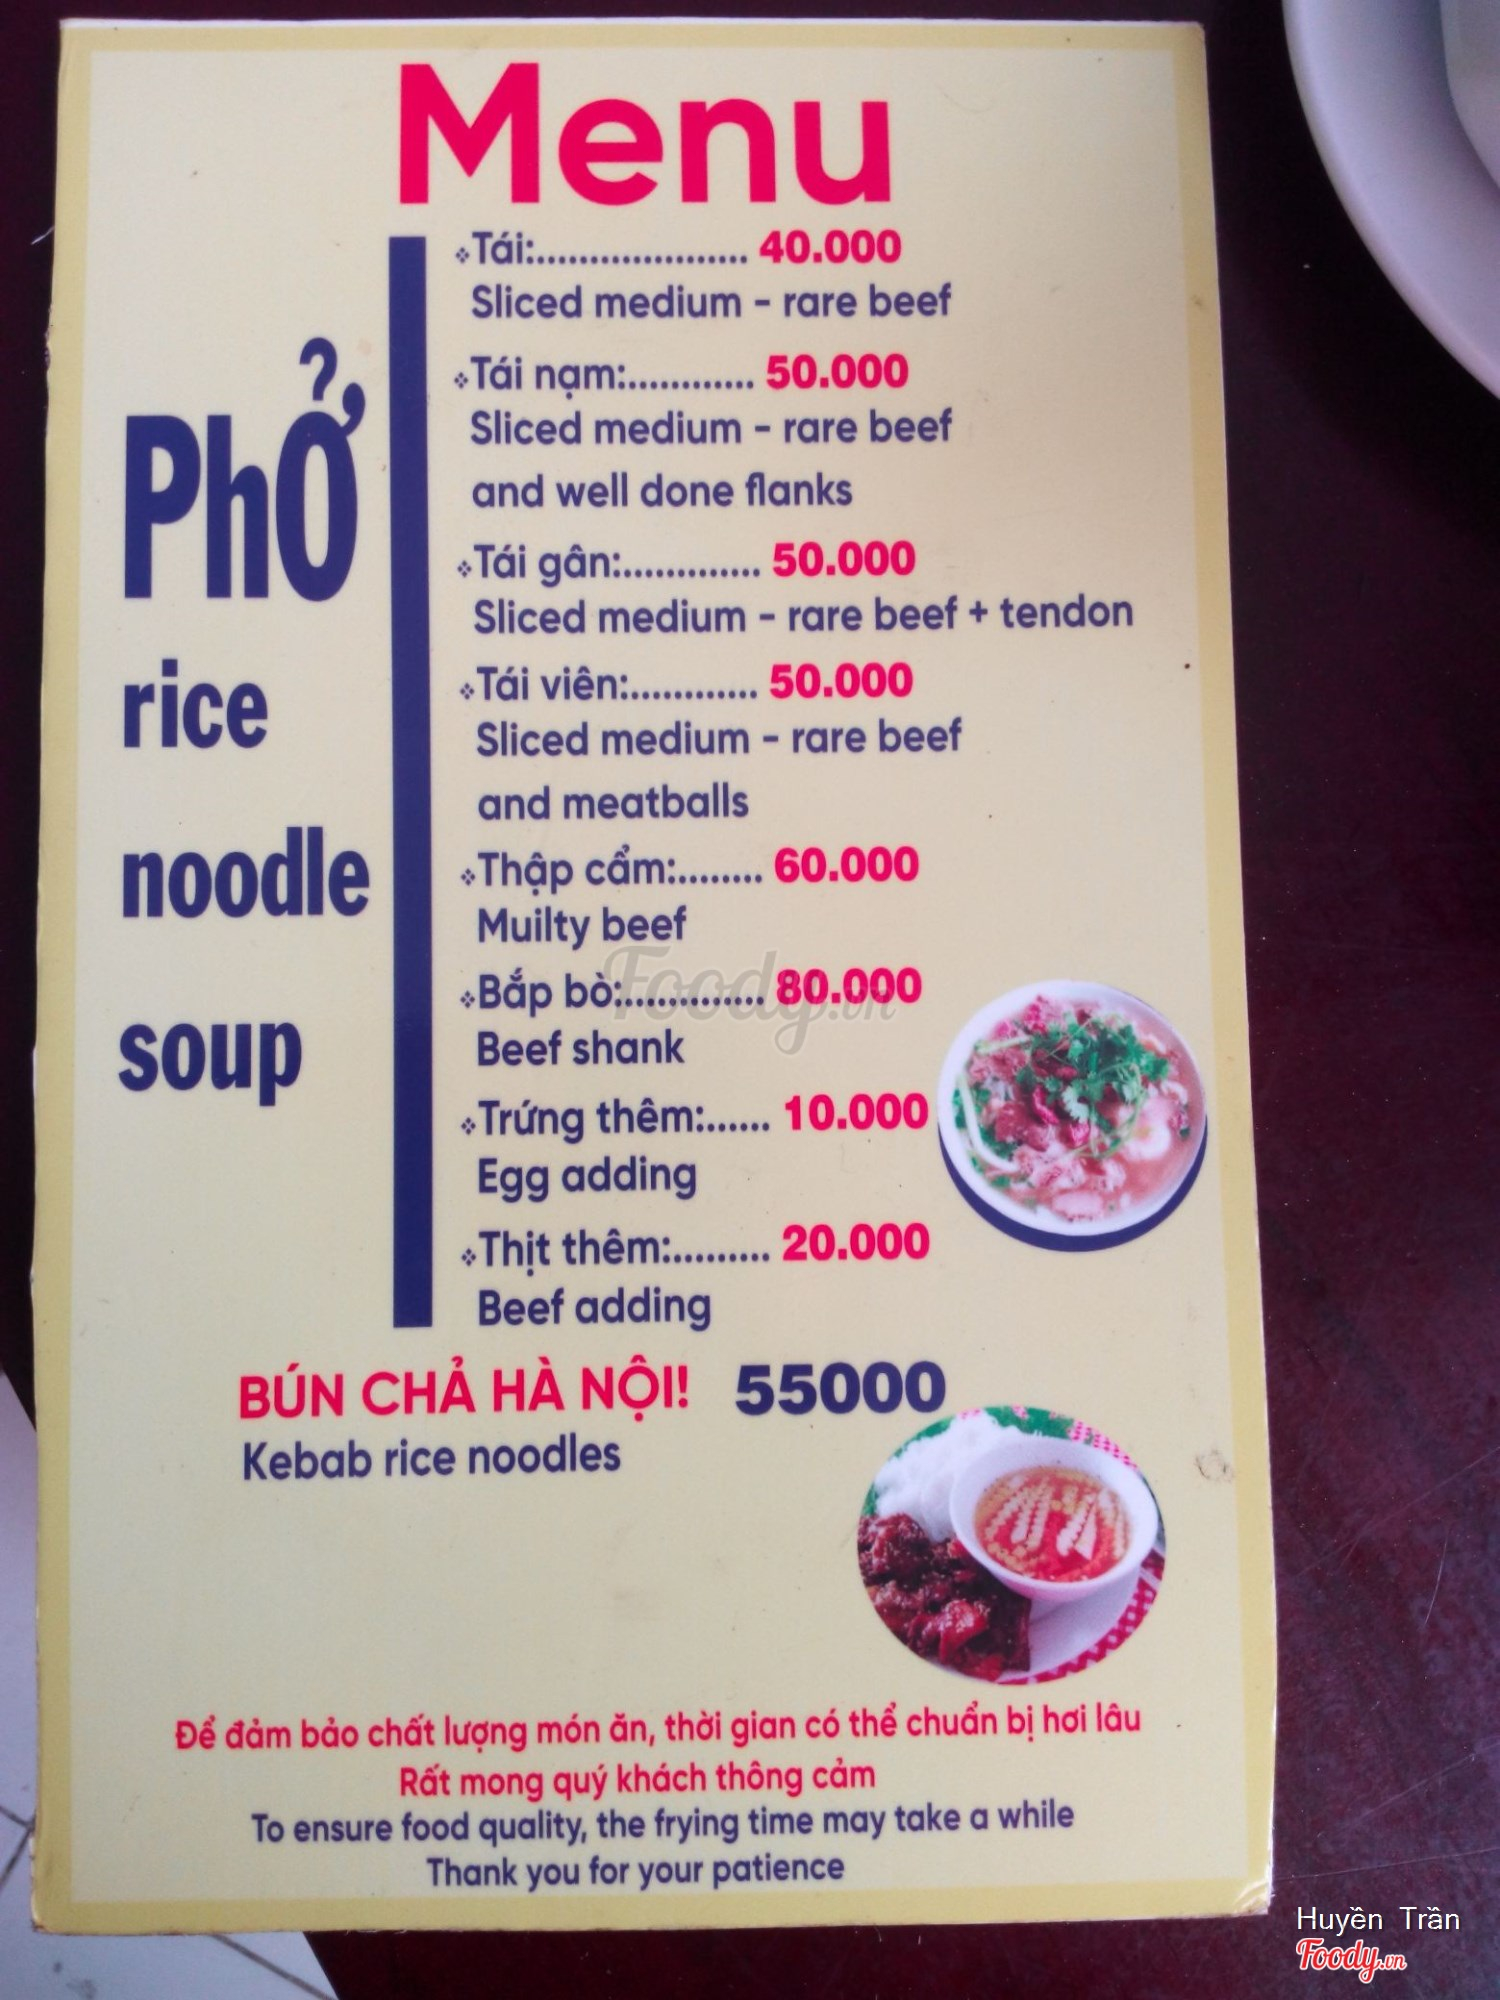 Menu
Phở
rice
noodle
soup
Tái:.................... 40.000
Sliced medium - rare beef
Tái nạm:............ 50.000
Sliced medium - rare beef
and well done flanks
Tái gân:............. 50.000
Sliced medium - rare beef + tendon
Tái viên:............ 50.000
Sliced medium - rare beef
and meatballs
Thập cẩm:........ 60.000
Muilty beef
Bắp bò:............. 80.000
Beef shank
Trứng thêm:...... 10.000
Egg adding
Thịt thêm:......... 20.000
Beef adding
BÚN CHẢ HÀ NỘI! 55000
Kebab rice noodles
Để đảm bảo chất lượng món ăn, thời gian có thể chuẩn bị hơi lâu
Rất mong quý khách thông cảm
To ensure food quality, the frying time may take a while
Thank you for your patience
Foody.vn
Huyền Trần
Foody.vn